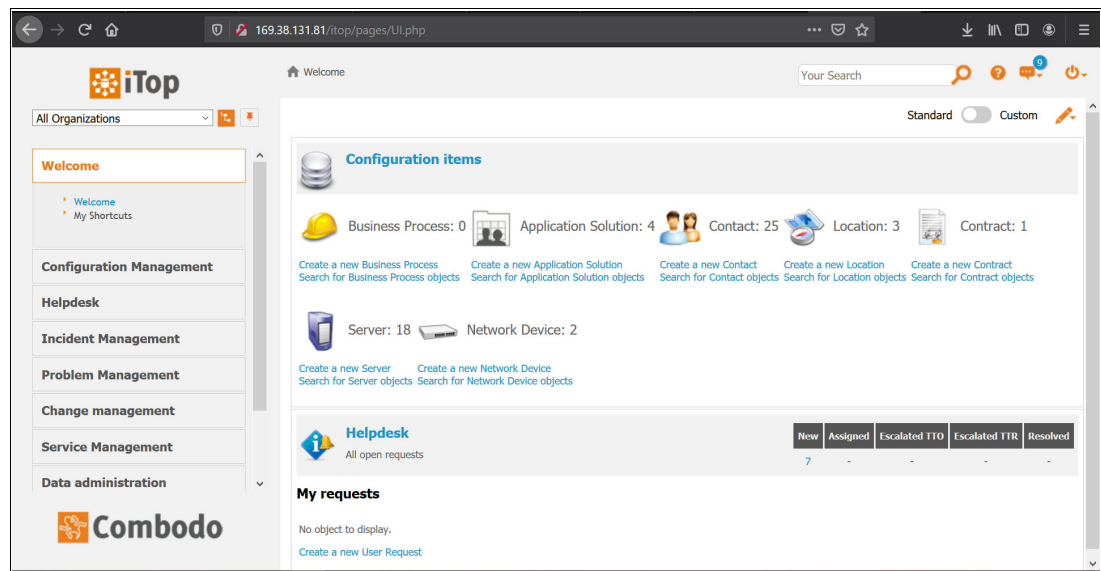 169.38.131.81/itop/pages/UI.php
iTop
Welcome
Your Search
9
All Organizations
Standard
Custom
Welcome
Welcome
My Shortcuts
Configuration Management
Helpdesk
Incident Management
Problem Management
Change management
Service Management
Data administration
Combodo
Configuration items
Business Process: 0
Application Solution: 4
Contact: 25
Location: 3
Contract: 1
Create a new Business Process
Create a new Application Solution
Create a new Contact
Create a new Location
Create a new Contract
Search for Business Process objects
Search for Application Solution objects
Search for Contact objects
Search for Location objects
Search for Contract objects
Server: 18
Network Device: 2
Create a new Server
Create a new Network Device
Search for Server objects
Search for Network Device objects
Helpdesk
All open requests
New Assigned Escalated TTO Escalated TTR Resolved
7 - - - -
My requests
No object to display.
Create a new User Request